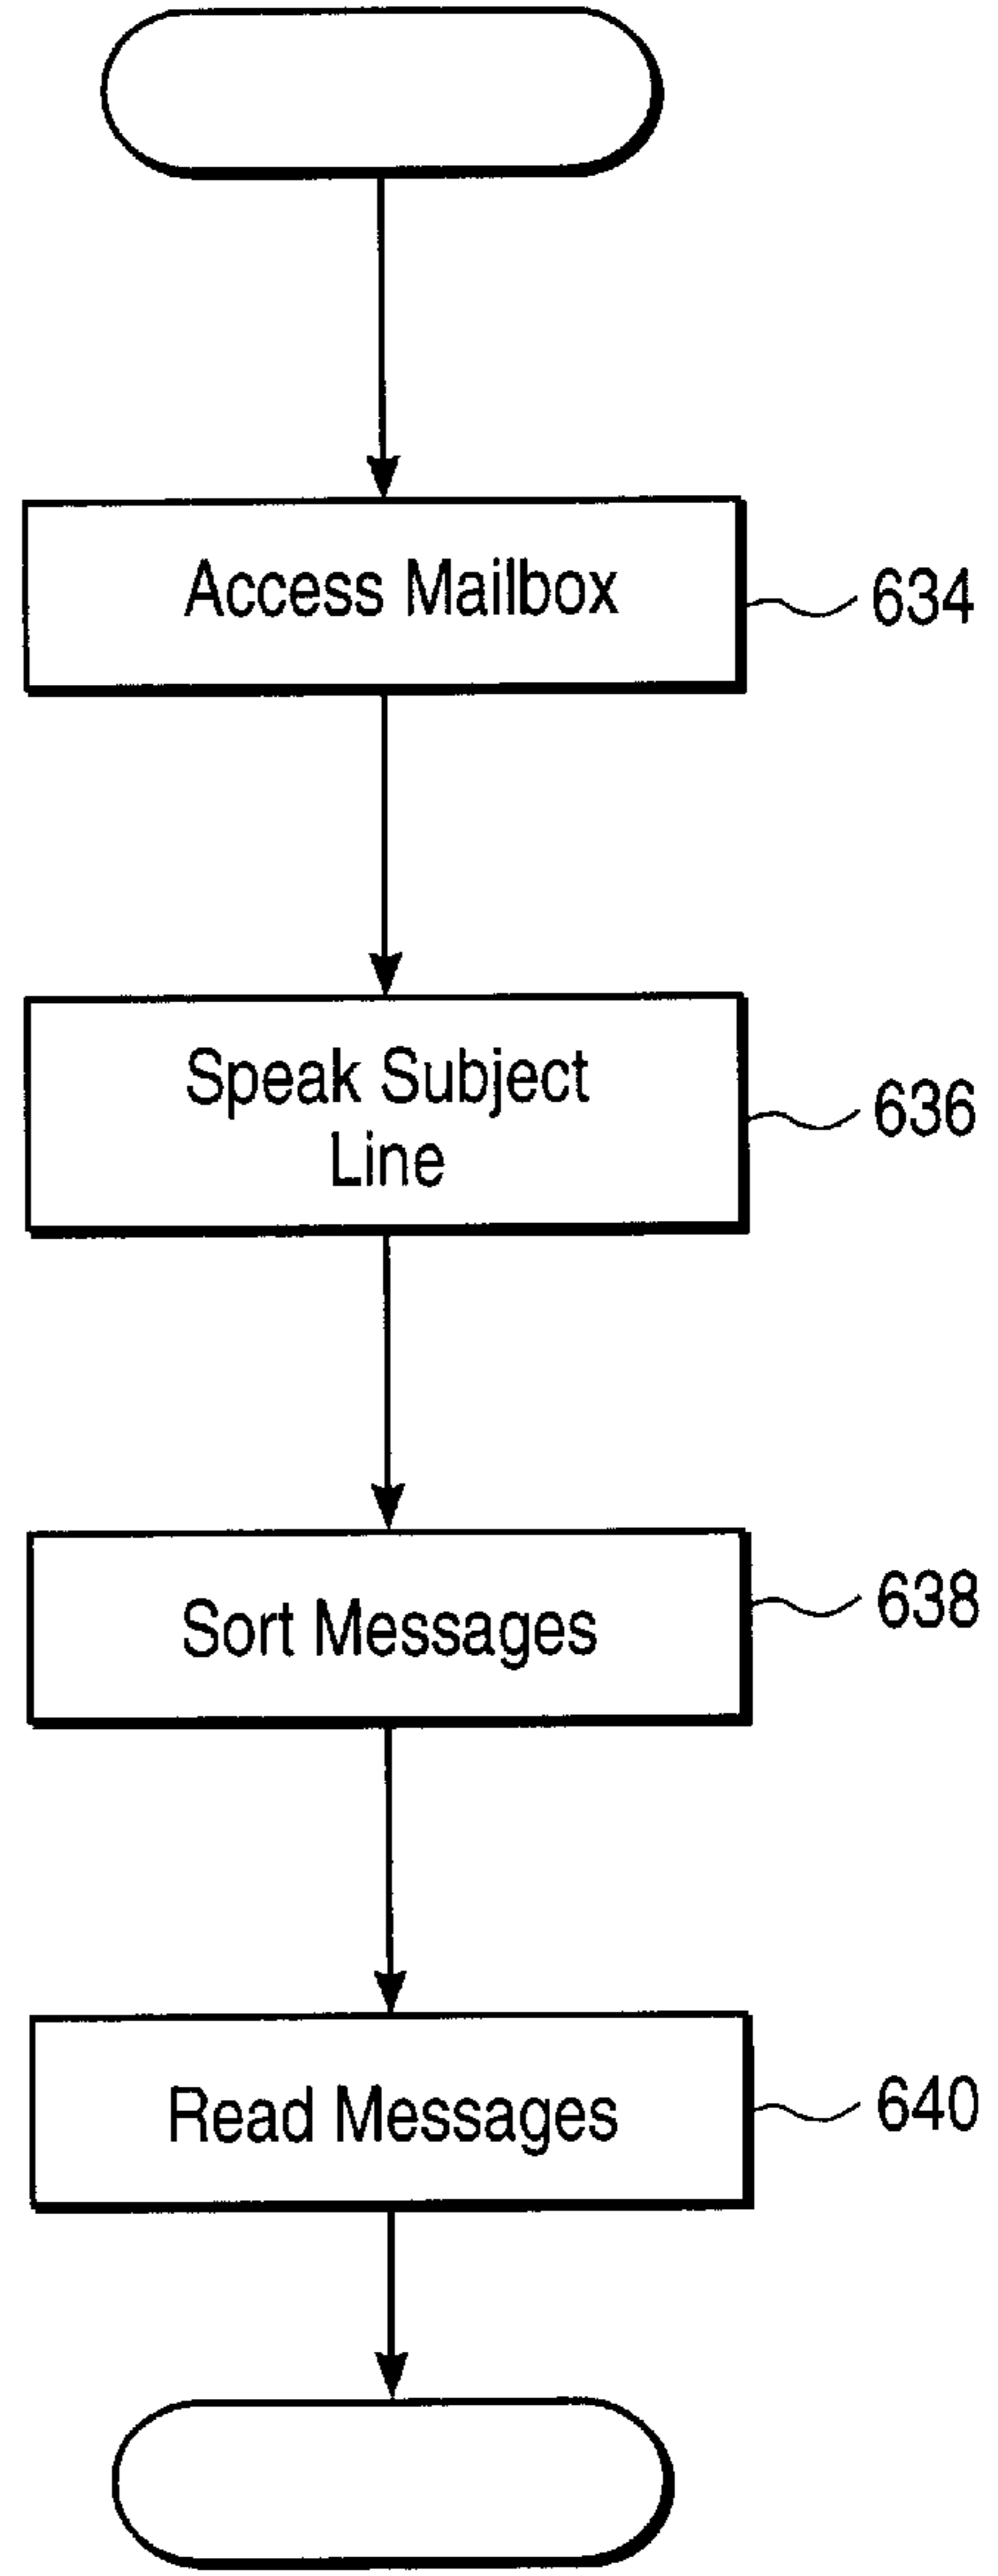 Access Mailbox
634
Speak Subject
Line
636
Sort Messages
638
Read Messages
640